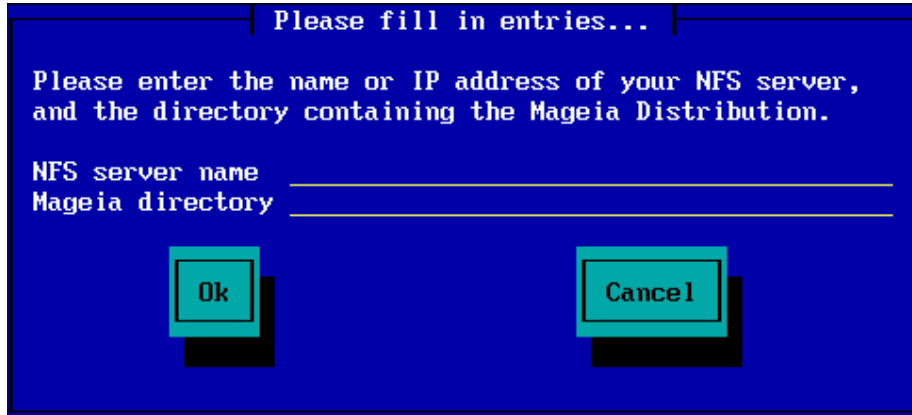 Please fill in entries...
Please enter the name or IP address of your NFS server,
and the directory containing the Mageia Distribution.
NFS server name
Mageia directory
Ok Cancel